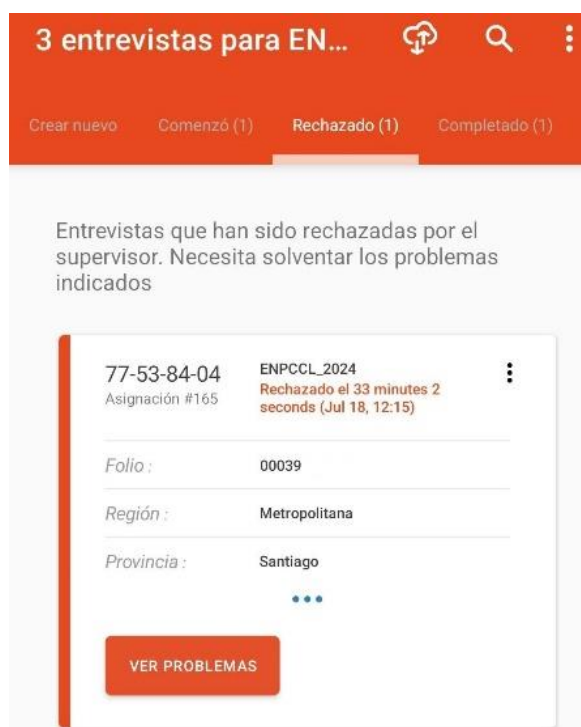 3 entrevistas para EN...
Crear nuevo Comenzó (1) Rechazado (1) Completado (1)
Entrevistas que han sido rechazadas por el
supervisor. Necesita solventar los problemas
indicados
77-53-84-04
Asignación #165
ENPCCL_2024
Rechazado el 33 minutes 2
seconds (Jul 18, 12:15)
Folio : 00039
Región : Metropolitana
Provincia : Santiago
VER PROBLEMAS